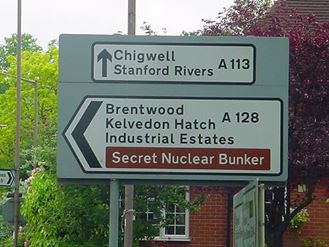 Chigwell
Stanford Rivers A 113
Brentwood
Kelvedon Hatch A 128
Industrial Estates
Secret Nuclear Bunker